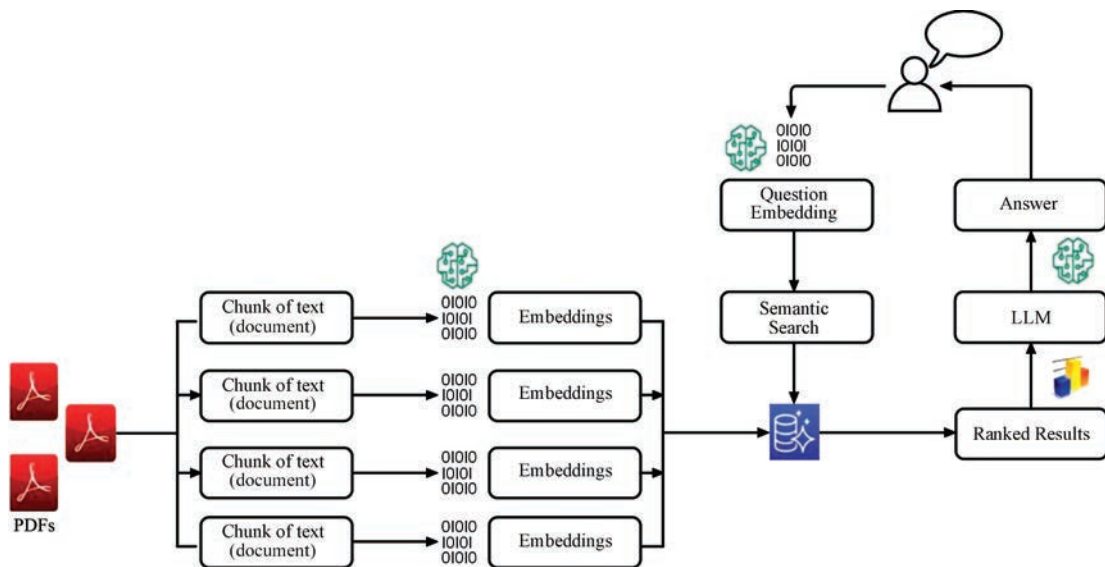 01010
10101
01010
Question
Embedding
Answer
Semantic
Search
LLM
Ranked Results
PDFs
Chunk of text
(document)
01010
10101
01010
Embeddings
Chunk of text
(document)
01010
10101
01010
Embeddings
Chunk of text
(document)
01010
10101
01010
Embeddings
Chunk of text
(document)
01010
10101
01010
Embeddings